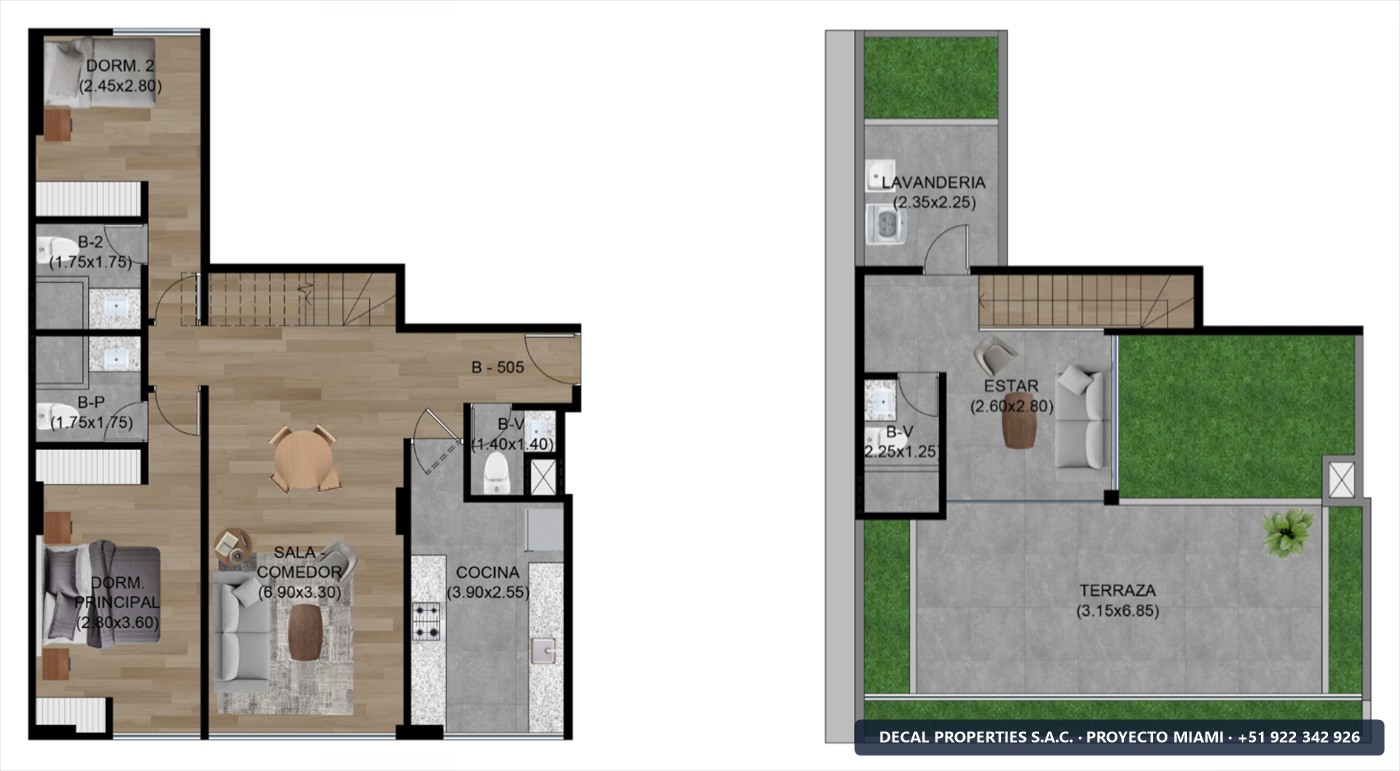 DORM. 2
(2.45x2.80)
B-2
(1.75x1.75)
B-P
(1.75x1.75)
DORM.
PRINCIPAL
(2.80x3.60)
SALA -
COMEDOR
(6.90x3.30)
B - 505
B-V
(1.40x1.40)
COCINA
(3.90x2.55)
LAVANDERIA
(2.35x2.25)
ESTAR
(2.60x2.80)
B-V
(2.25x1.25)
TERRAZA
(3.15x6.85)
DECAL PROPERTIES S.A.C. · PROYECTO MIAMI · +51 922 342 926